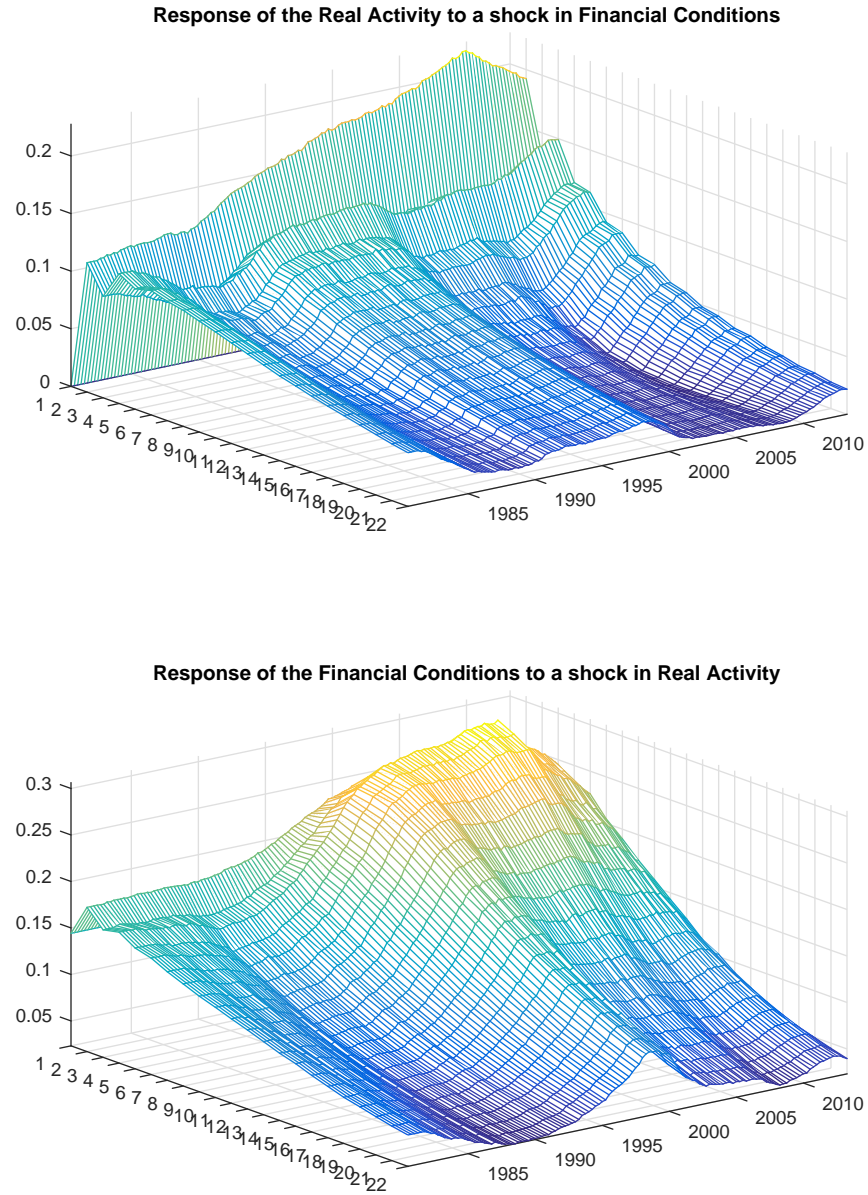 Response of the Real Activity to a shock in Financial Conditions
0.2
0.15
0.1
0.05
0
1 2 3 4 5 6 7 8 9 10 11 12 13 14 15 16 17 18 19 20 21 22
1985 1990 1995 2000 2005 2010
Response of the Financial Conditions to a shock in Real Activity
0.3
0.25
0.2
0.15
0.1
0.05
1 2 3 4 5 6 7 8 9 10 11 12 13 14 15 16 17 18 19 20 21 22
1985 1990 1995 2000 2005 2010